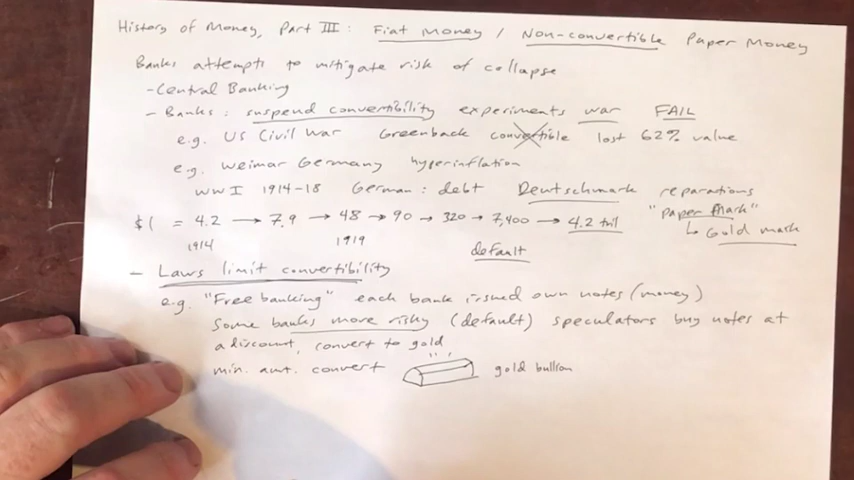 History of Money, Part III: Fiat Money / Non-convertible Paper Money
Banks attempts to mitigate risk of collapse
- Central Banking
- Banks: suspend convertibility experiments war FAIL
e.g. US Civil War Greenback convertible lost 62% value
e.g. Weimar Germany hyperinflation
WWI 1914-18 German: debt Deutschmark reparations
"paper Mark"
$1 = 4.2 → 7.9 → 48 → 90 → 320 → 7,400 → 4.2 tril
↳ Gold mark
1914 1919 default
- Laws limit convertibility
e.g. "Free banking" each bank issued own notes (money)
Some banks more risky (default) speculators buy notes at
a discount, convert to gold
min. amt. convert gold bullion